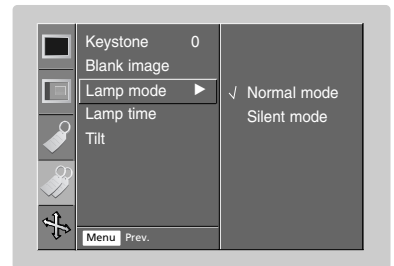 Keystone 0
Blank image
Lamp mode ▶
Lamp time
Tilt
√ Normal mode
Silent mode
Menu Prev.